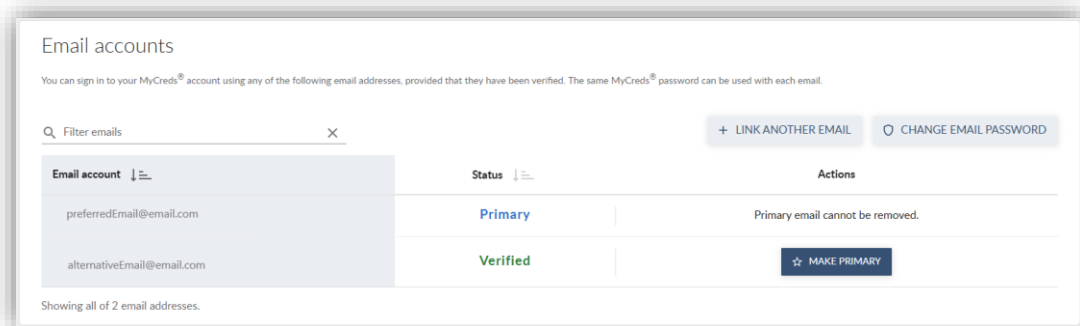 Email accounts
You can sign in to your MyCreds® account using any of the following email addresses, provided that they have been verified. The same MyCreds® password can be used with each email.
Filter emails
+ LINK ANOTHER EMAIL
CHANGE EMAIL PASSWORD
Email account Status Actions
preferredEmail@email.com Primary Primary email cannot be removed.
alternativeEmail@email.com Verified MAKE PRIMARY
Showing all of 2 email addresses.